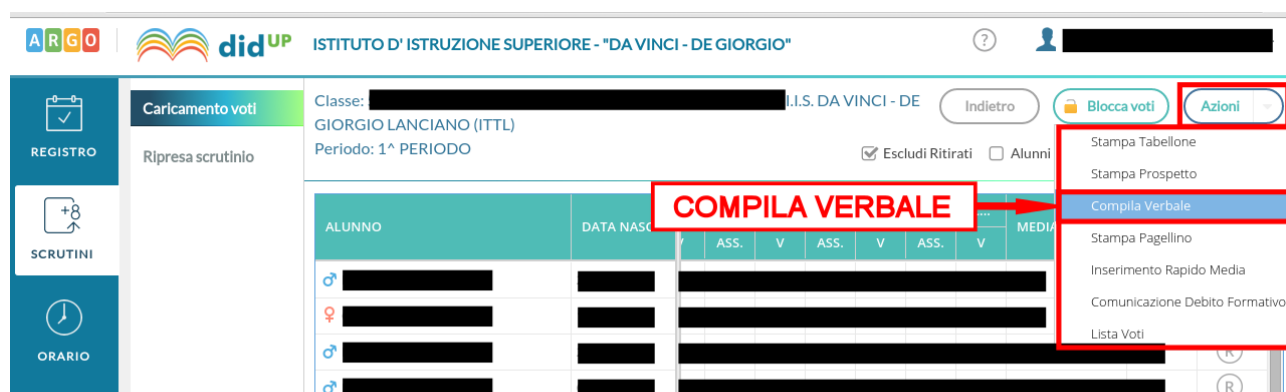 ARGO
didUP
ISTITUTO D' ISTRUZIONE SUPERIORE - "DA VINCI - DE GIORGIO"
?
REGISTRO
+8
SCRUTINI
ORARIO
Caricamento voti
Ripresa scrutinio
Classe: I.I.S. DA VINCI - DE
GIORGIO LANCIANO (ITTL)
Periodo: 1^ PERIODO
Indietro
Blocca voti
Azioni
Escludi Ritirati
Alunni
Stampa Tabellone
Stampa Prospetto
Compila Verbale
Stampa Pagellino
Inserimento Rapido Media
Comunicazione Debito Formativo
Lista Voti
COMPILA VERBALE
ALUNNO
DATA NASC
ASS. V ASS. V ASS. V
MEDIA
R
R